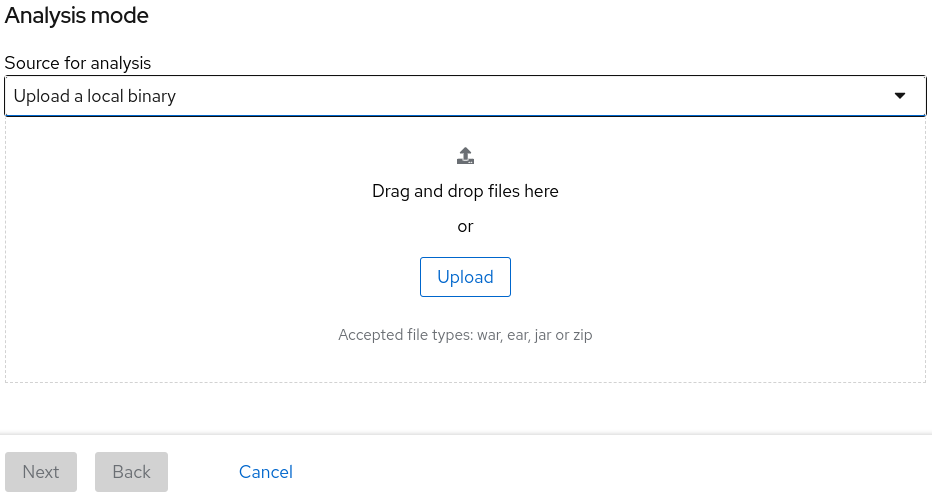 Analysis mode
Source for analysis
Upload a local binary
Drag and drop files here
or
Upload
Accepted file types: war, ear, jar or zip
Next Back Cancel